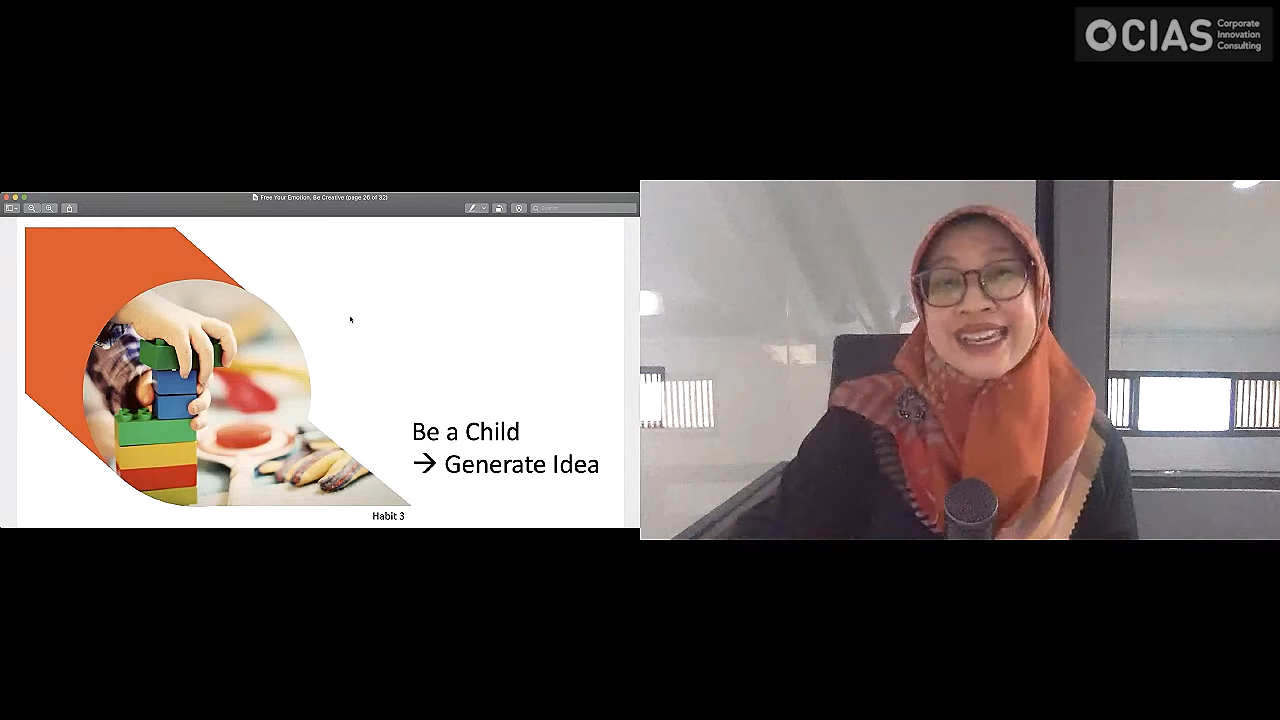 OCIAS
Corporate
Innovation
Consulting
Free Your Emotion, Be Creative (page 26 of 32)
Search
Be a Child
→ Generate Idea
Habit 3